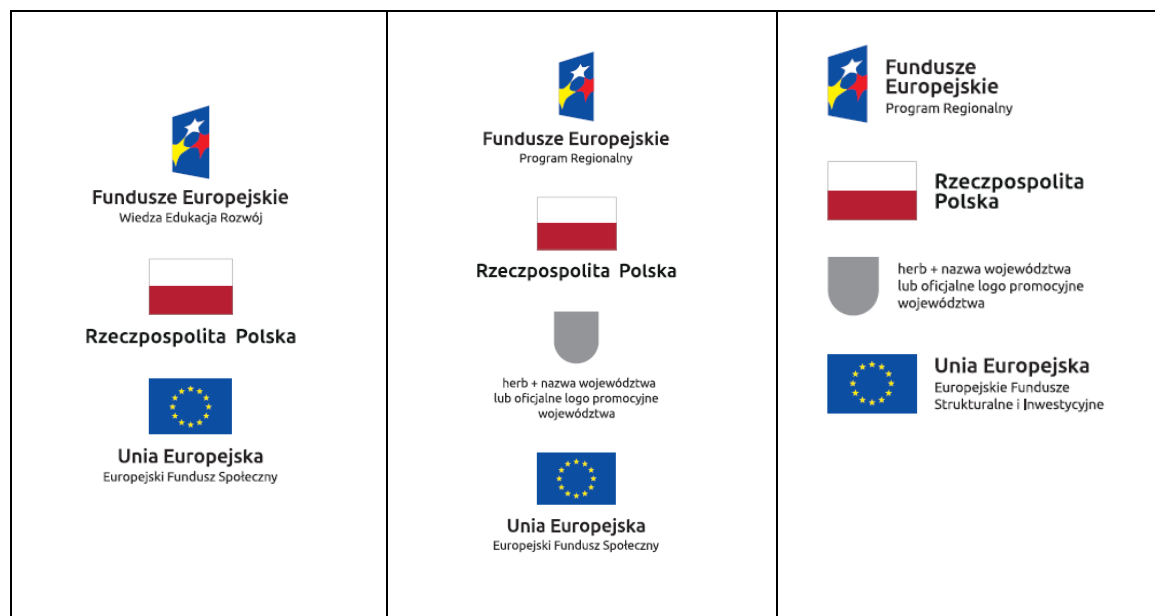 Fundusze Europejskie
Wiedza Edukacja Rozwój
Rzeczpospolita Polska
Unia Europejska
Europejski Fundusz Społeczny
Fundusze Europejskie
Program Regionalny
Rzeczpospolita Polska
herb + nazwa województwa
lub oficjalne logo promocyjne
województwa
Unia Europejska
Europejski Fundusz Społeczny
Fundusze
Europejskie
Program Regionalny
Rzeczpospolita
Polska
herb + nazwa województwa
lub oficjalne logo promocyjne
województwa
Unia Europejska
Europejskie Fundusze
Strukturalne i Inwestycyjne